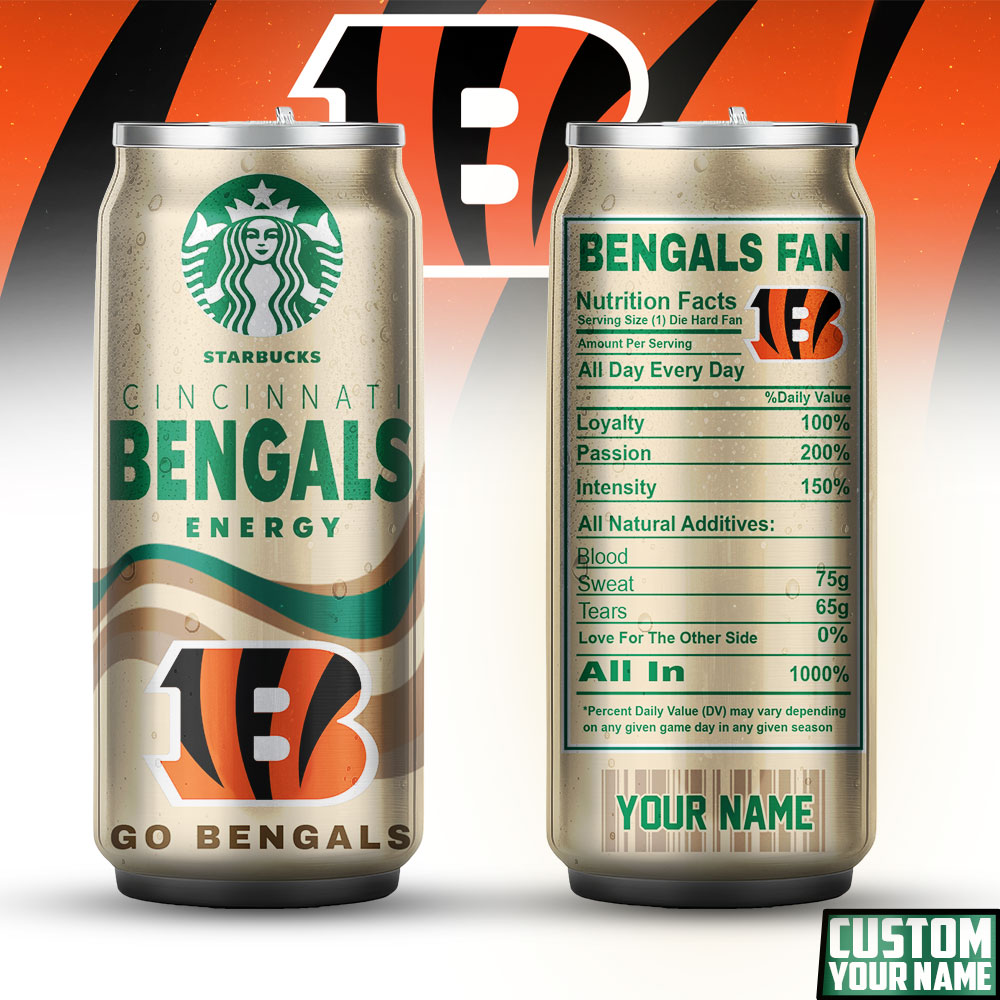 STARBUCKS
CINCINNATI
BENGALS
ENERGY
B
GO BENGALS
B
BENGALS FAN
Nutrition Facts
Serving Size (1) Die Hard Fan
Amount Per Serving
All Day Every Day
B
%Daily Value
Loyalty 100%
Passion 200%
Intensity 150%
All Natural Additives:
Blood
Sweat 75g
Tears 65g
Love For The Other Side 0%
All In 1000%
*Percent Daily Value (DV) may vary depending
on any given game day in any given season
YOUR NAME
CUSTOM
YOUR NAME